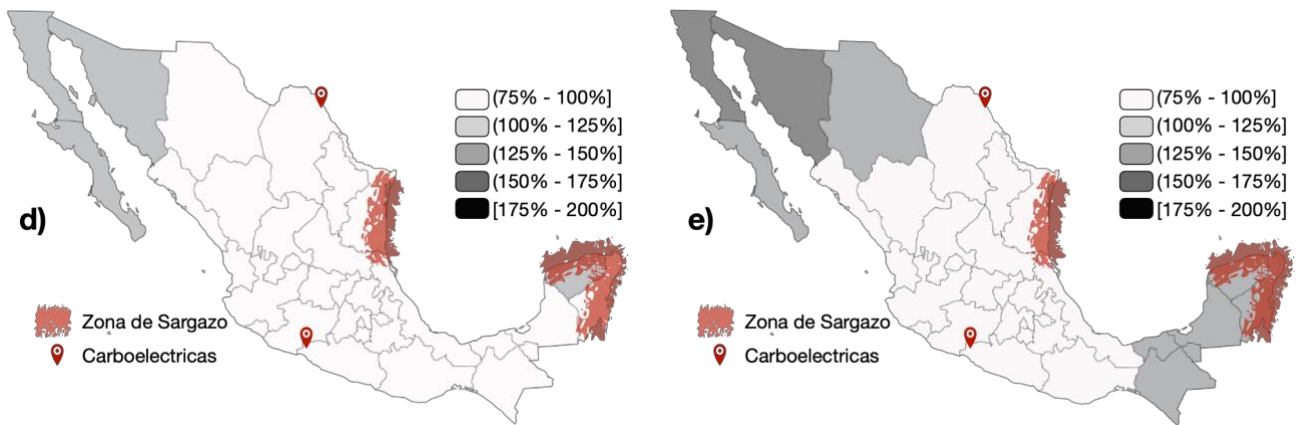 (75% - 100%]
(100% - 125%]
(125% - 150%]
(150% - 175%]
[175% - 200%]
d)
Zona de Sargazo
Carboelectricas
(75% - 100%]
(100% - 125%]
(125% - 150%]
(150% - 175%]
[175% - 200%]
e)
Zona de Sargazo
Carboelectricas